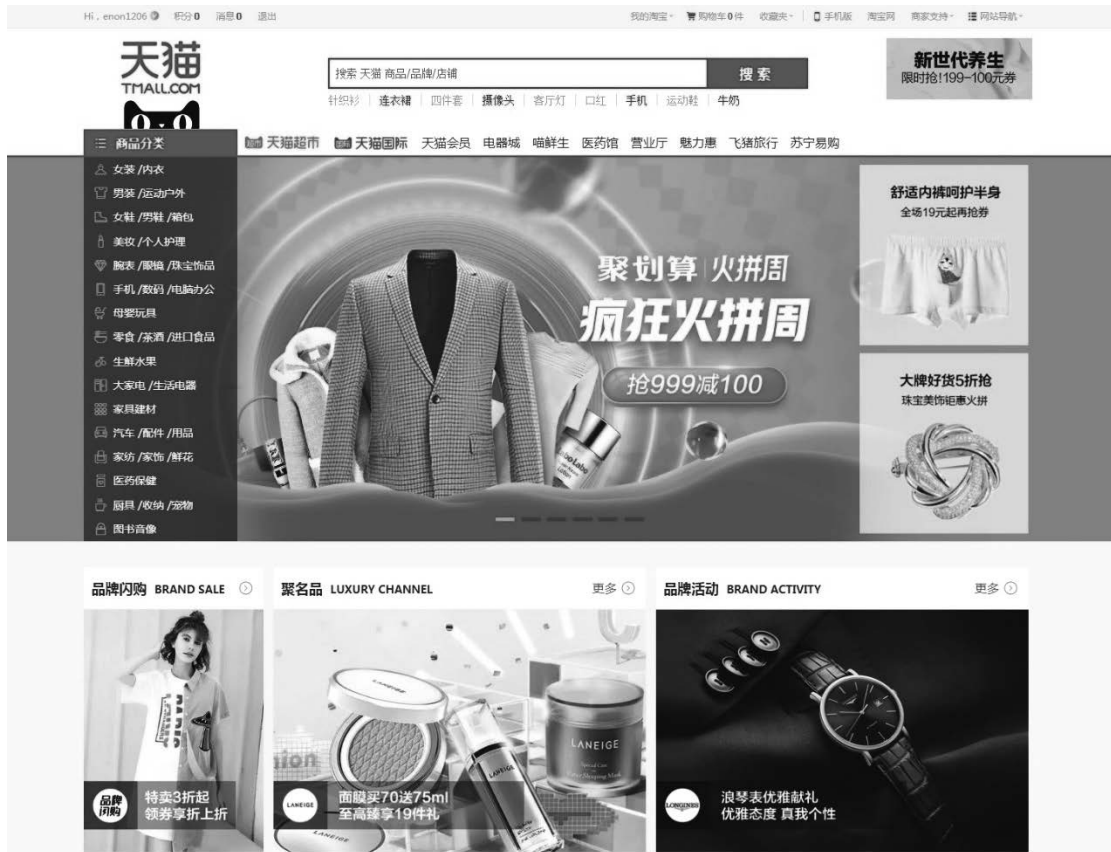 Hi，enon1206 积分0 消息0 退出
我的淘宝 购物车0件 收藏夹 手机版 淘宝网 商家支持 网站导航
天猫
TMALL.COM
搜索 天猫 商品/品牌/店铺
搜索
针织衫 连衣裙 四件套 摄像头 客厅灯 口红 手机 运动鞋 牛奶
新世代养生
限时抢!199-100元券
商品分类
天猫超市 天猫国际 天猫会员 电器城 喵鲜生 医药馆 营业厅 魅力惠 飞猪旅行 苏宁易购
女装 /内衣
男装 /运动户外
女鞋 /男鞋 /箱包
美妆 /个人护理
腕表 /眼镜 /珠宝饰品
手机 /数码 /电脑办公
母婴玩具
零食 /茶酒 /进口食品
生鲜水果
大家电 /生活电器
家具建材
汽车 /配件 /用品
家纺 /家饰 /鲜花
医药保健
厨具 /收纳 /宠物
图书音像
聚划算 火拼周
疯狂火拼周
抢999减100
舒适内裤呵护半身
全场19元起再抢券
大牌好货5折抢
珠宝美饰钜惠火拼
品牌闪购 BRAND SALE
聚名品 LUXURY CHANNEL 更多
品牌活动 BRAND ACTIVITY 更多
品牌
闪购
特卖3折起
领券享折上折
LANEIGE
LANEIGE
LANEIGE
面膜买70送75ml
至高臻享19件礼
LANEIGE
LONGINES
浪琴表优雅献礼
优雅态度 真我个性